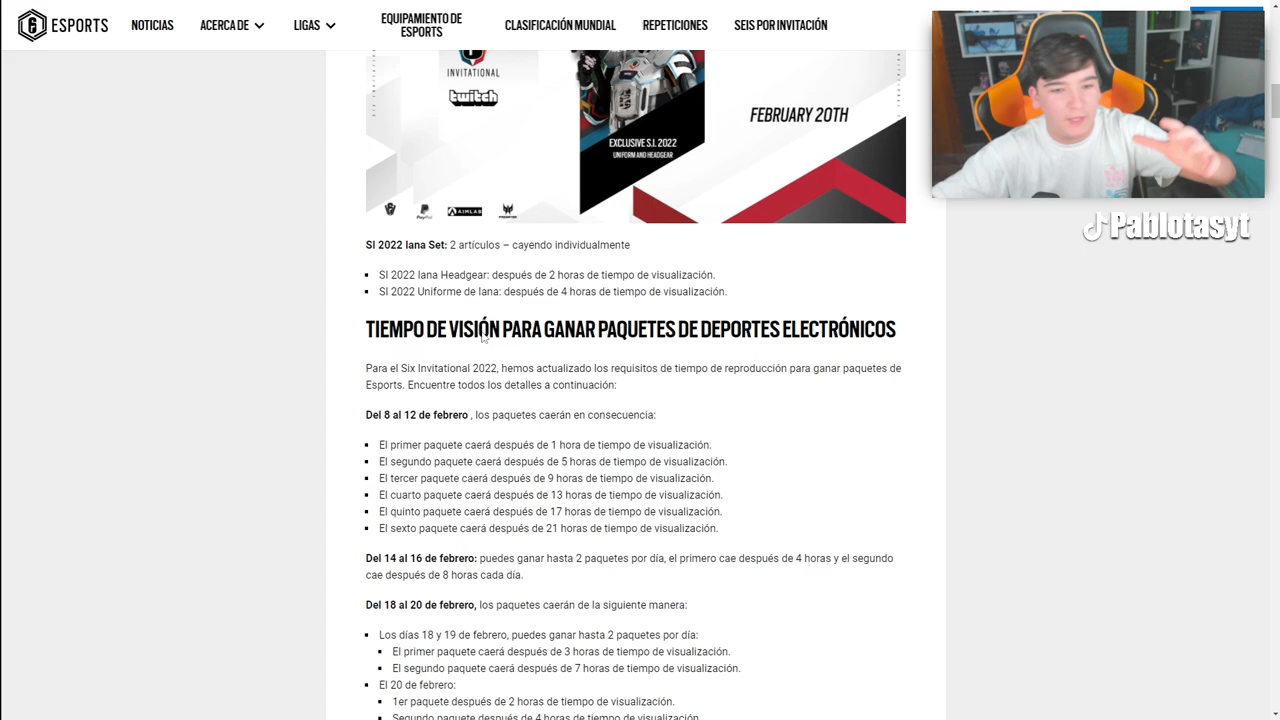 ESPORTS
NOTICIAS
ACERCA DE
LIGAS
EQUIPAMIENTO DE
ESPORTS
CLASIFICACIÓN MUNDIAL
REPETICIONES
SEIS POR INVITACIÓN
INVITATIONAL
twitch
EXCLUSIVE S.I. 2022
UNIFORM AND HEADGEAR
FEBRUARY 20TH
PayPal
AIMLAB
PREDATOR
Pablotasyt
SI 2022 Iana Set: 2 artículos – cayendo individualmente
SI 2022 Iana Headgear: después de 2 horas de tiempo de visualización.
SI 2022 Uniforme de Iana: después de 4 horas de tiempo de visualización.
TIEMPO DE VISIÓN PARA GANAR PAQUETES DE DEPORTES ELECTRÓNICOS
Para el Six Invitational 2022, hemos actualizado los requisitos de tiempo de reproducción para ganar paquetes de
Esports. Encuentre todos los detalles a continuación:
Del 8 al 12 de febrero , los paquetes caerán en consecuencia:
El primer paquete caerá después de 1 hora de tiempo de visualización.
El segundo paquete caerá después de 5 horas de tiempo de visualización.
El tercer paquete caerá después de 9 horas de tiempo de visualización.
El cuarto paquete caerá después de 13 horas de tiempo de visualización.
El quinto paquete caerá después de 17 horas de tiempo de visualización.
El sexto paquete caerá después de 21 horas de tiempo de visualización.
Del 14 al 16 de febrero: puedes ganar hasta 2 paquetes por día, el primero cae después de 4 horas y el segundo
cae después de 8 horas cada día.
Del 18 al 20 de febrero, los paquetes caerán de la siguiente manera:
Los días 18 y 19 de febrero, puedes ganar hasta 2 paquetes por día:
El primer paquete caerá después de 3 horas de tiempo de visualización.
El segundo paquete caerá después de 7 horas de tiempo de visualización.
El 20 de febrero:
1er paquete después de 2 horas de tiempo de visualización.
Segundo paquete después de 4 horas de tiempo de visualización.